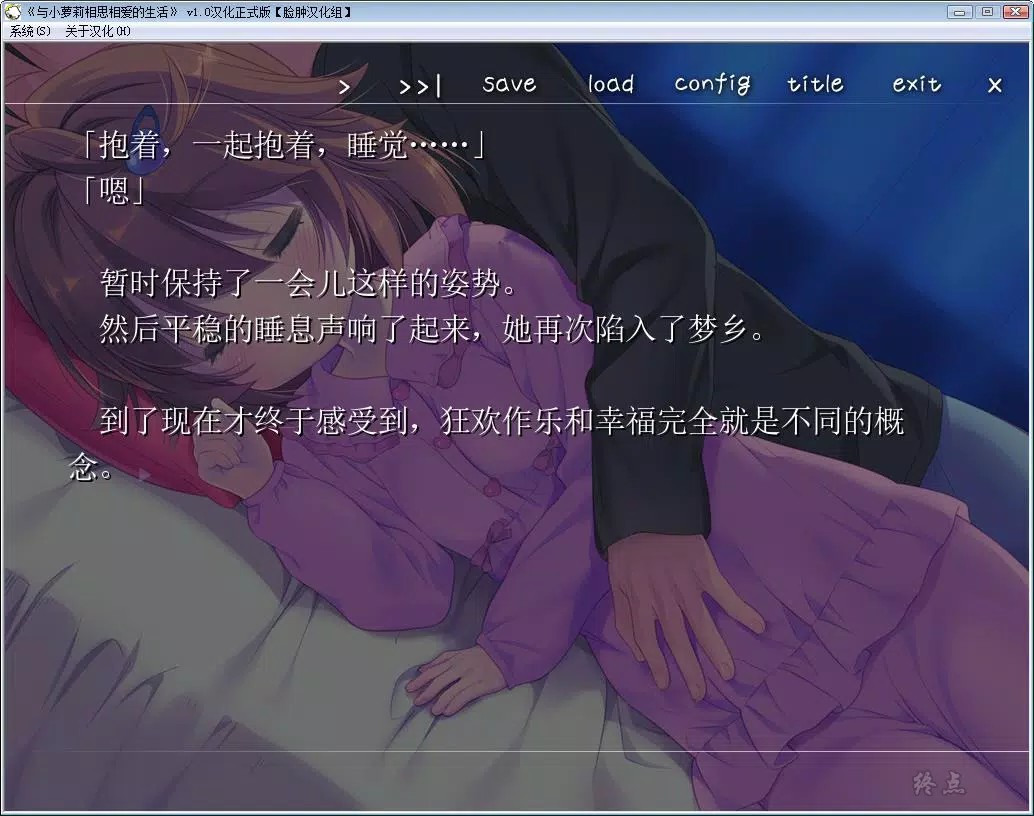 《与小萝莉相思相爱的生活》 v1.0汉化正式版【脸肿汉化组】
系统(S) 关于汉化(H)
> >>| save load config title exit x
「抱着，一起抱着，睡觉……」
「嗯」
暂时保持了一会儿这样的姿势。
然后平稳的睡息声响了起来，她再次陷入了梦乡。
到了现在才终于感受到，狂欢作乐和幸福完全就是不同的概
念。
终点